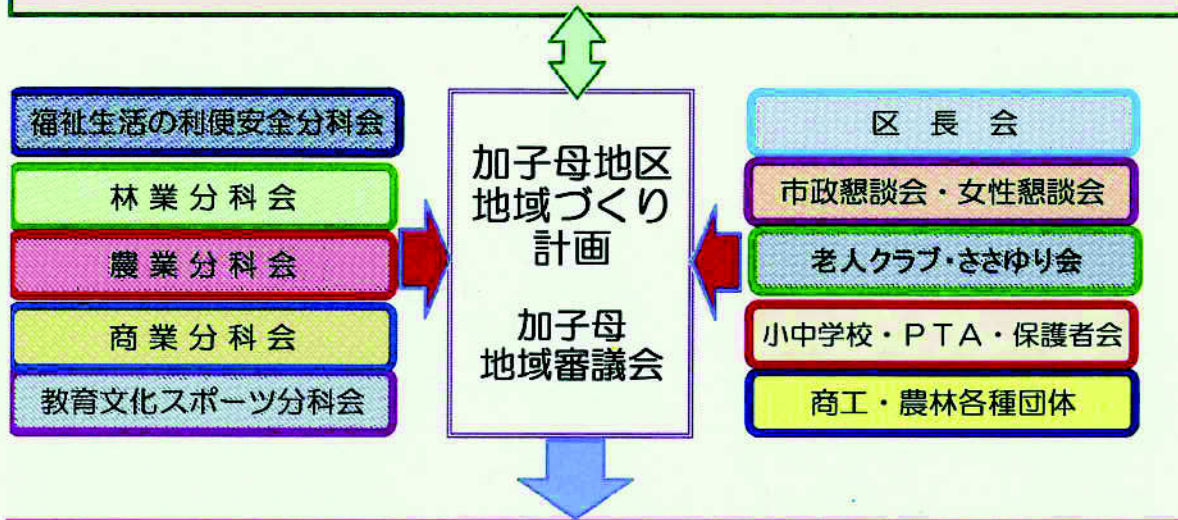 福祉生活の利便安全分科会
林業分科会
農業分科会
商業分科会
教育文化スポーツ分科会
加子母地区
地域づくり
計画
加子母
地域審議会
区長会
市政懇談会・女性懇談会
老人クラブ・ささゆり会
小中学校・PTA・保護者会
商工・農林各種団体